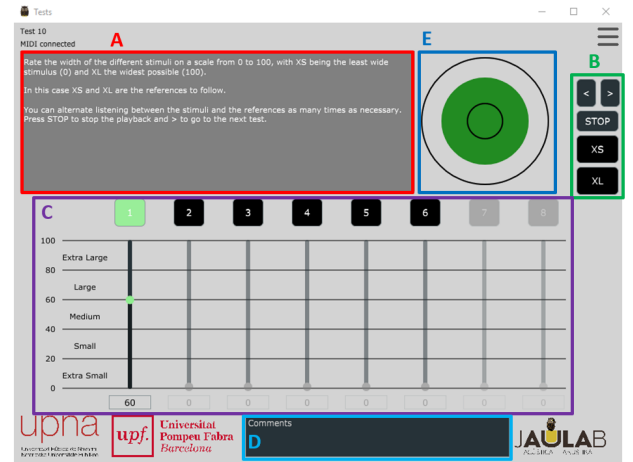 Tests
Test 10
MIDI connected
A
E
B
Rate the width of the different stimuli on a scale from 0 to 100, with XS being the least wide
stimulus (0) and XL the widest possible (100).
In this case XS and XL are the references to follow.
You can alternate listening between the stimuli and the references as many times as necessary.
Press STOP to stop the playback and > to go to the next test.
< >
STOP
XS
XL
C
1 2 3 4 5 6 7 8
100
Extra Large
80
Large
60
Medium
40
Small
20
Extra Small
0
60 0 0 0 0 0 0 0
upna
upf.
Universitat
Pompeu Fabra
Barcelona
Comments
D
JAULAB